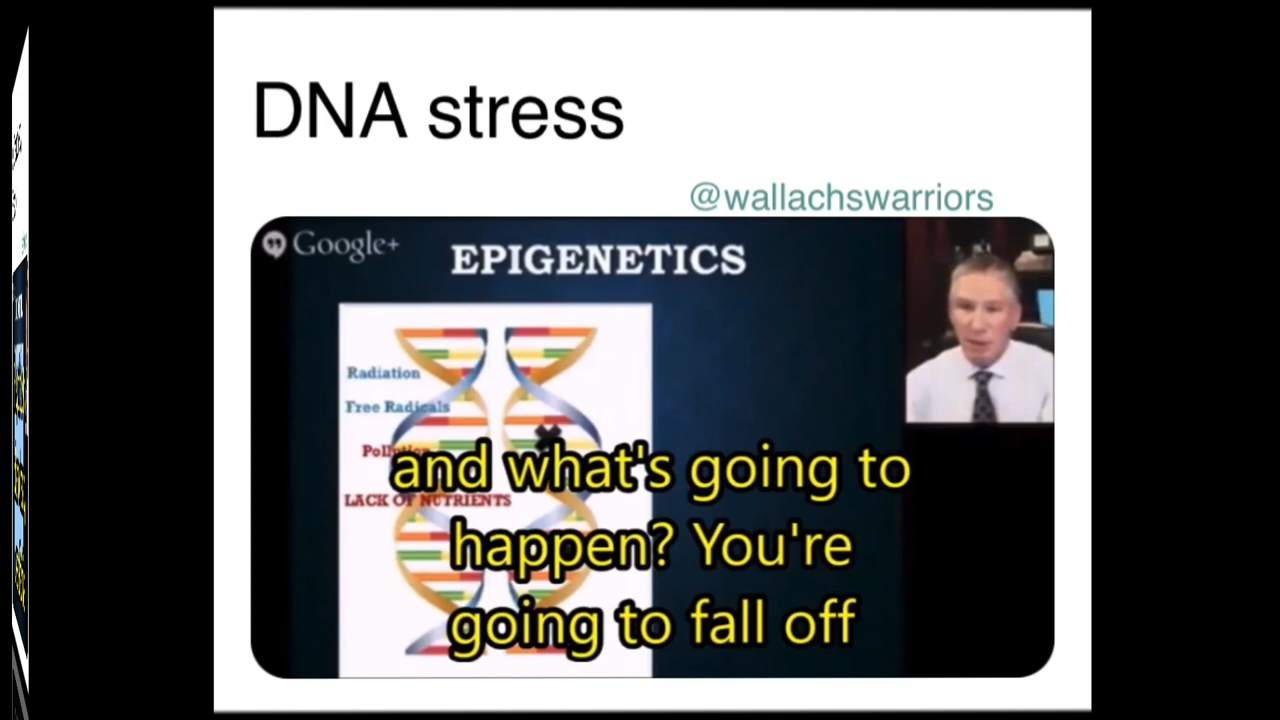 DNA stress
@wallachswarriors
Google+
EPIGENETICS
Radiation
Free Radicals
Pollution
LACK OF NUTRIENTS
and what's going to
happen? You're
going to fall off